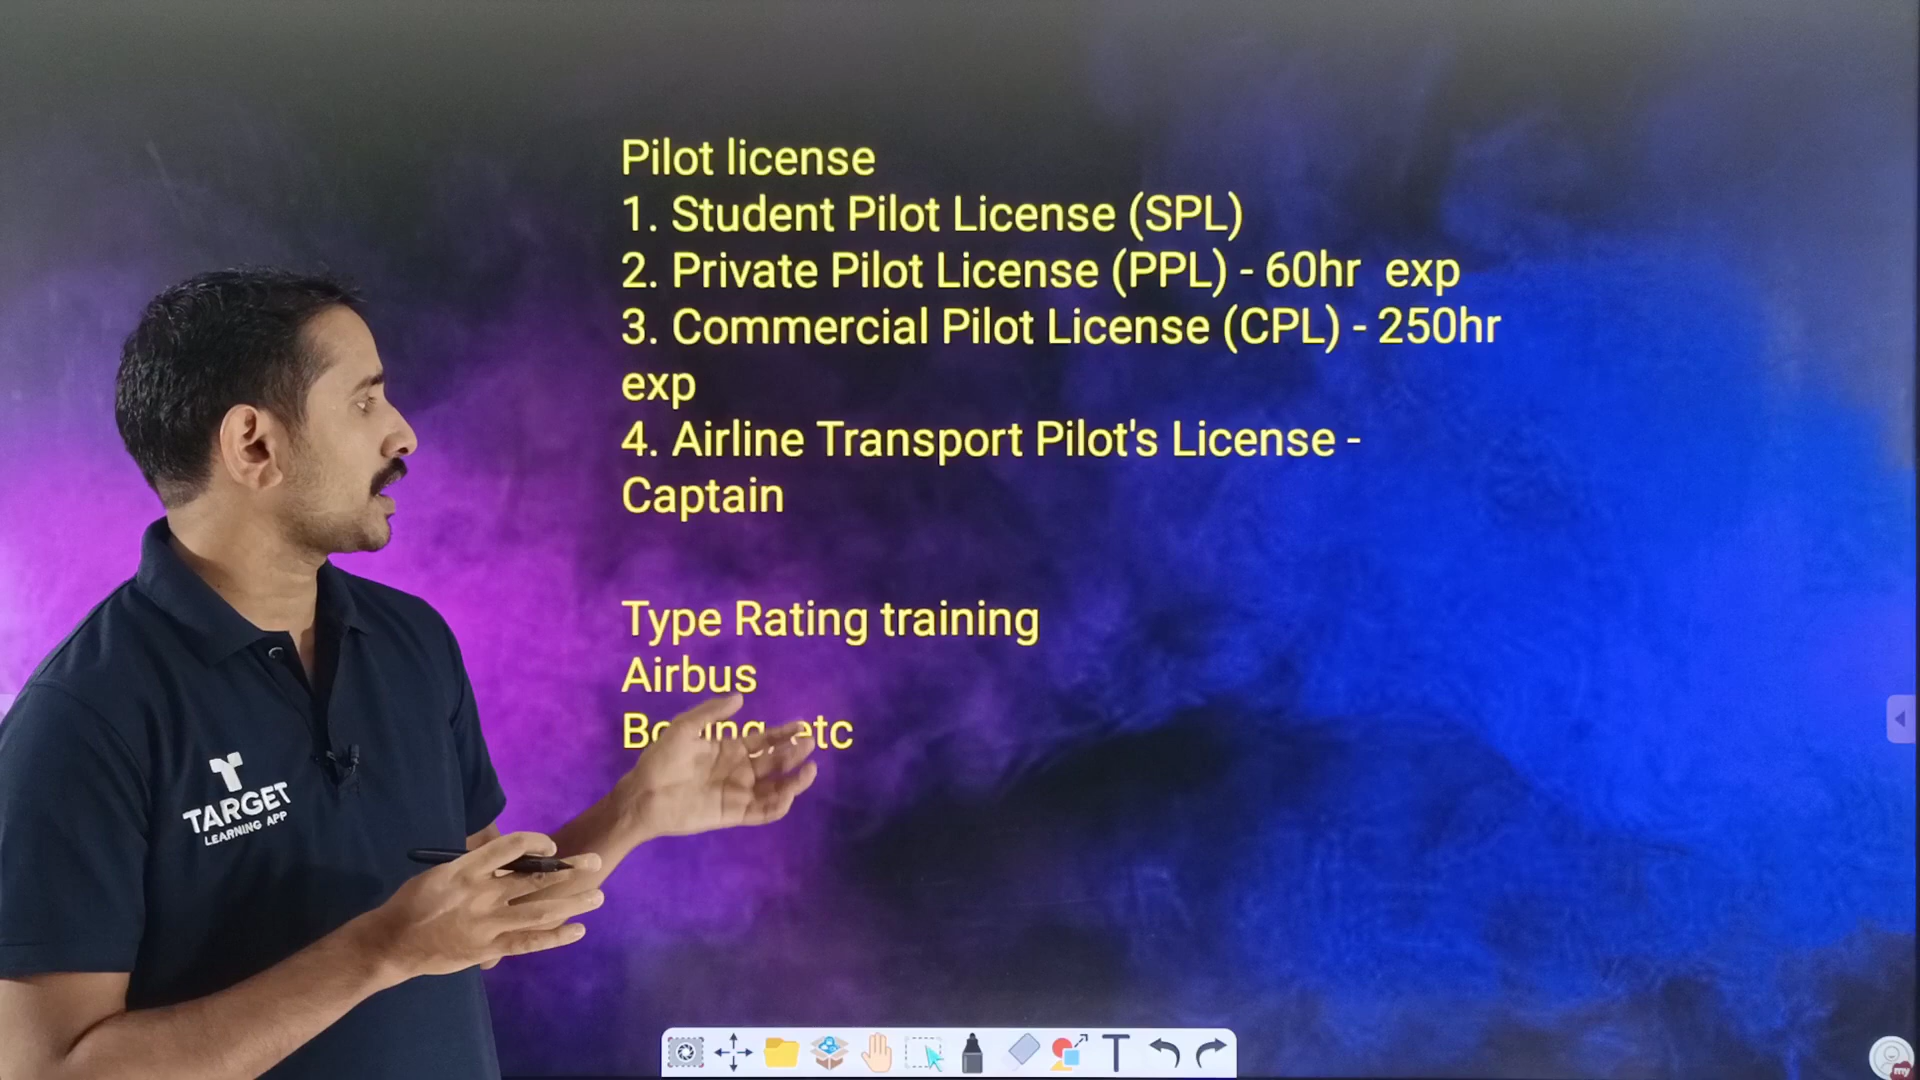 Pilot license
1. Student Pilot License (SPL)
2. Private Pilot License (PPL) - 60hr exp
3. Commercial Pilot License (CPL) - 250hr
exp
4. Airline Transport Pilot's License -
Captain
Type Rating training
Airbus
etc
TARGET
LEARNING APP
T
my